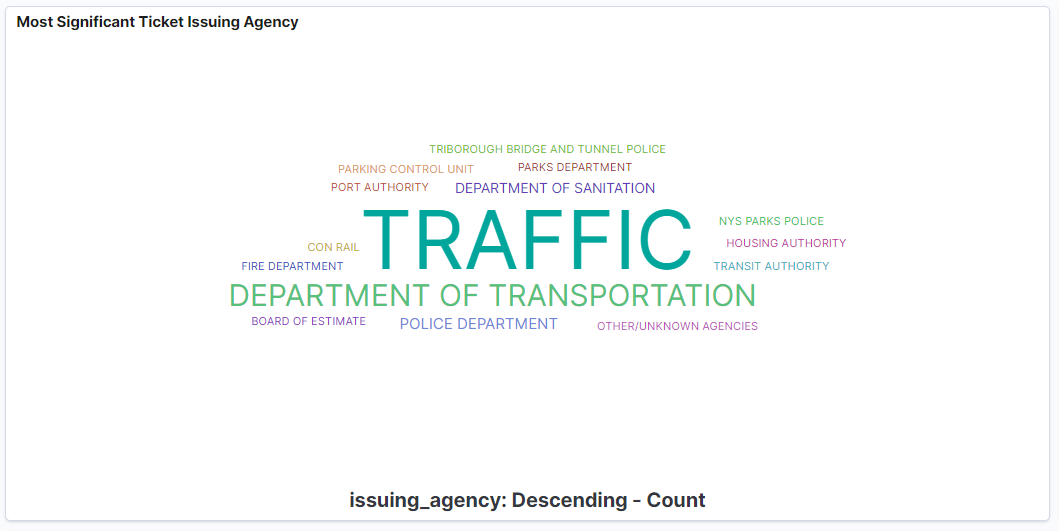 Most Significant Ticket Issuing Agency
TRIBOROUGH BRIDGE AND TUNNEL POLICE
PARKING CONTROL UNIT
PARKS DEPARTMENT
PORT AUTHORITY
DEPARTMENT OF SANITATION
TRAFFIC
NYS PARKS POLICE
CON RAIL
HOUSING AUTHORITY
FIRE DEPARTMENT
TRANSIT AUTHORITY
DEPARTMENT OF TRANSPORTATION
BOARD OF ESTIMATE
POLICE DEPARTMENT
OTHER/UNKNOWN AGENCIES
issuing_agency: Descending - Count